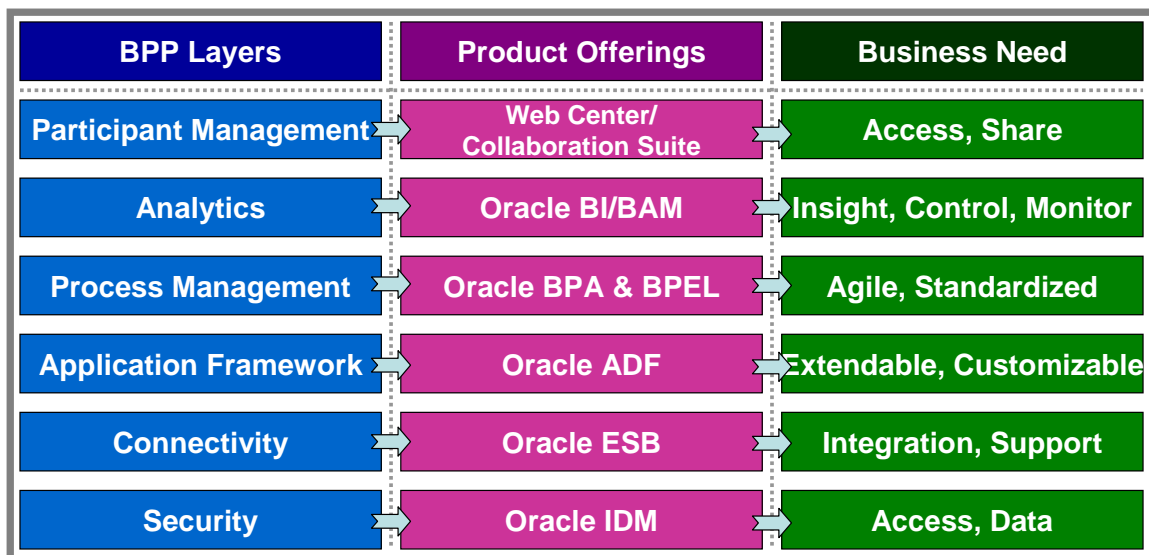 BPP Layers
Product Offerings
Business Need
Participant Management
Web Center/
Collaboration Suite
Access, Share
Analytics
Oracle BI/BAM
Insight, Control, Monitor
Process Management
Oracle BPA & BPEL
Agile, Standardized
Application Framework
Oracle ADF
Extendable, Customizable
Connectivity
Oracle ESB
Integration, Support
Security
Oracle IDM
Access, Data